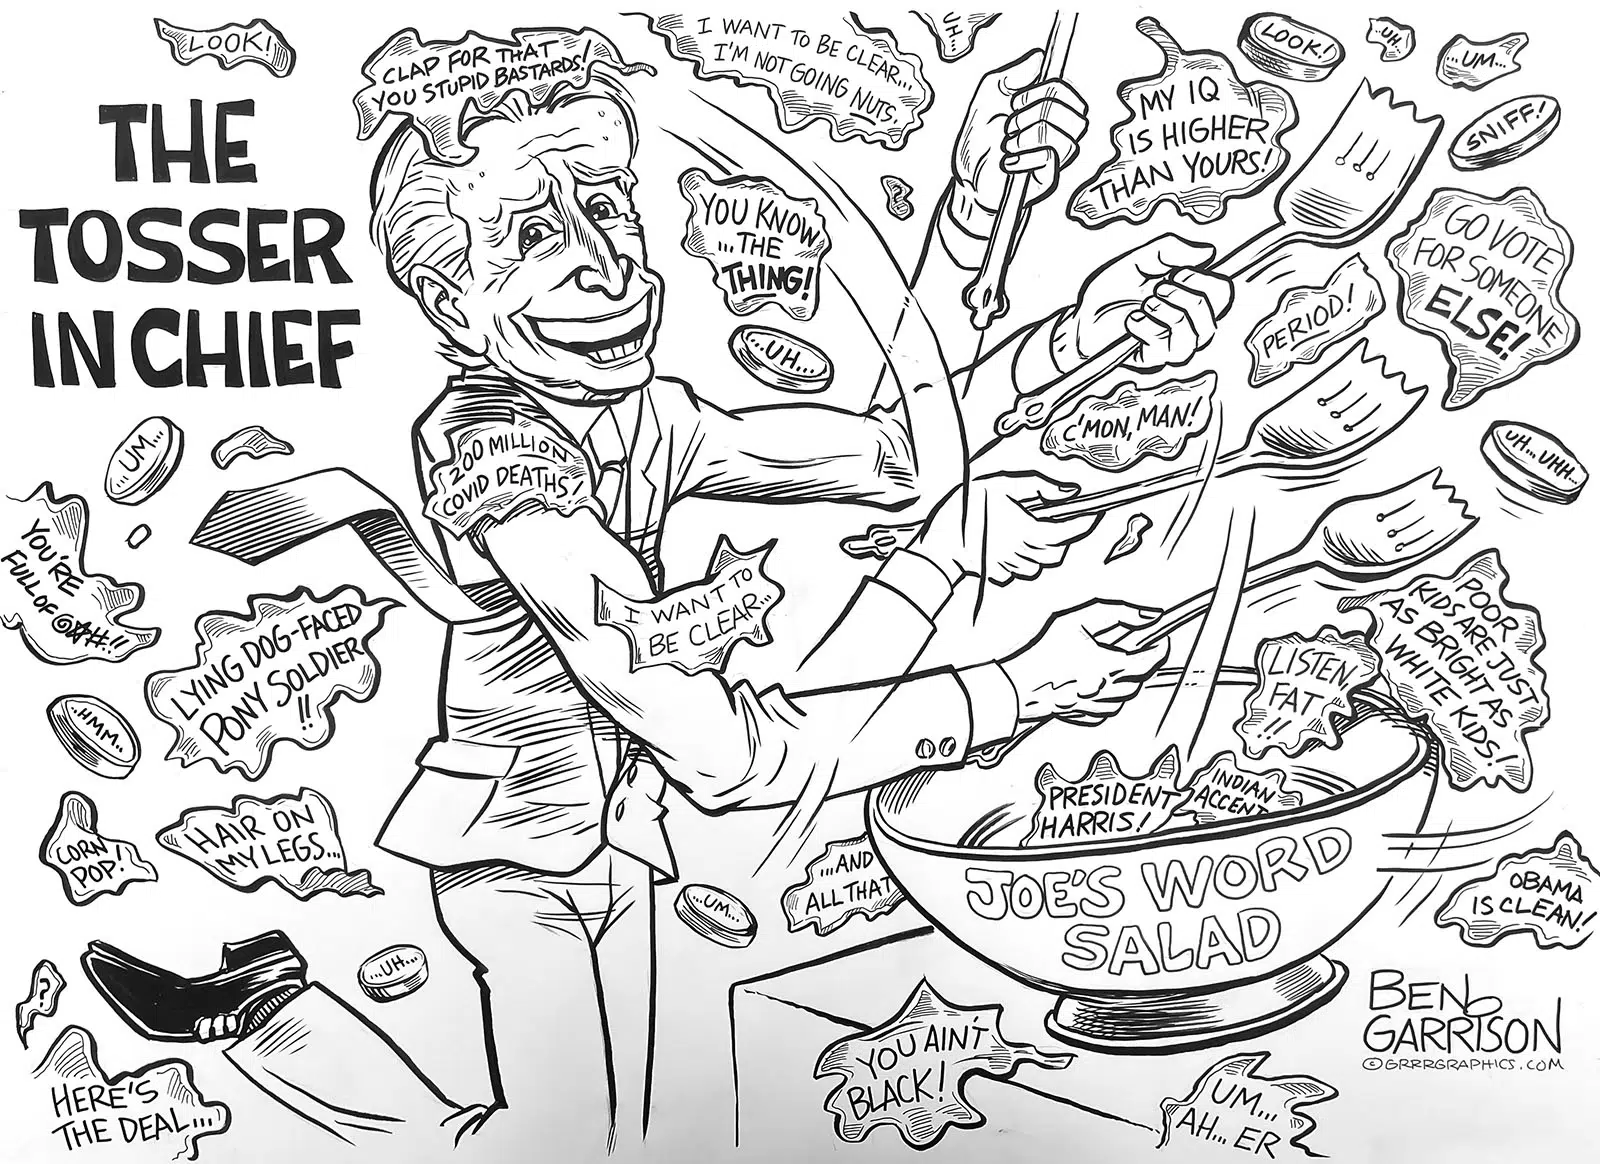 LOOK!
CLAP FOR THAT
YOU STUPID BASTARDS!
I WANT TO BE CLEAR...
I'M NOT GOING NUTS.
UH...
MY IQ
IS HIGHER
THAN YOURS!
LOOK!
UH..
...UM...
SNIFF!
THE
TOSSER
IN CHIEF
YOU KNOW
...THE
THING!
?
GO VOTE
FOR SOMEONE
ELSE!
PERIOD!
...UH...
C'MON, MAN!
UH...UHH...
UM...
200 MILLION
COVID DEATHS!
YOU'RE
FULL OF @☆#!!
I WANT TO
BE CLEAR...
LYING DOG-FACED
PONY SOLDIER
!!
POOR
KIDS ARE JUST
AS BRIGHT AS
WHITE KIDS!
LISTEN
FAT
!!
..HMM..
PRESIDENT
HARRIS!
INDIAN
ACCENT
CORN
POP!
HAIR ON
MY LEGS...
...AND
ALL THAT
JOE'S WORD
SALAD
OBAMA
IS CLEAN!
...UM...
...UH...
?
BEN
GARRISON
©GRRRGRAPHICS.COM
YOU AIN'T
BLACK!
HERE'S
THE DEAL...
UM...
AH... ER